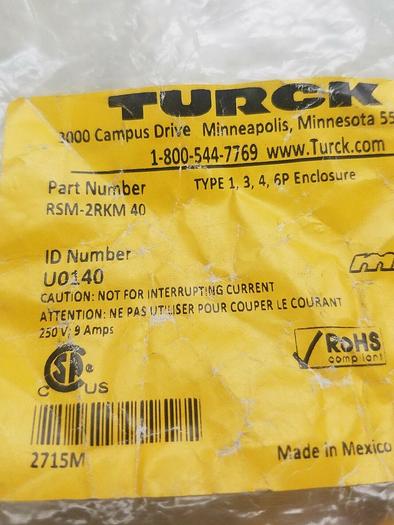 TURCK
3000 Campus Drive Minneapolis, Minnesota 55
1-800-544-7769 www.Turck.com
Part Number TYPE 1, 3, 4, 6P Enclosure
RSM-2RKM 40
ID Number
U0140
CAUTION: NOT FOR INTERRUPTING CURRENT
ATTENTION: NE PAS UTILISER POUR COUPER LE COURANT
250 V, 9 Amps
RoHS
compliant
C US
2715M
Made in Mexico